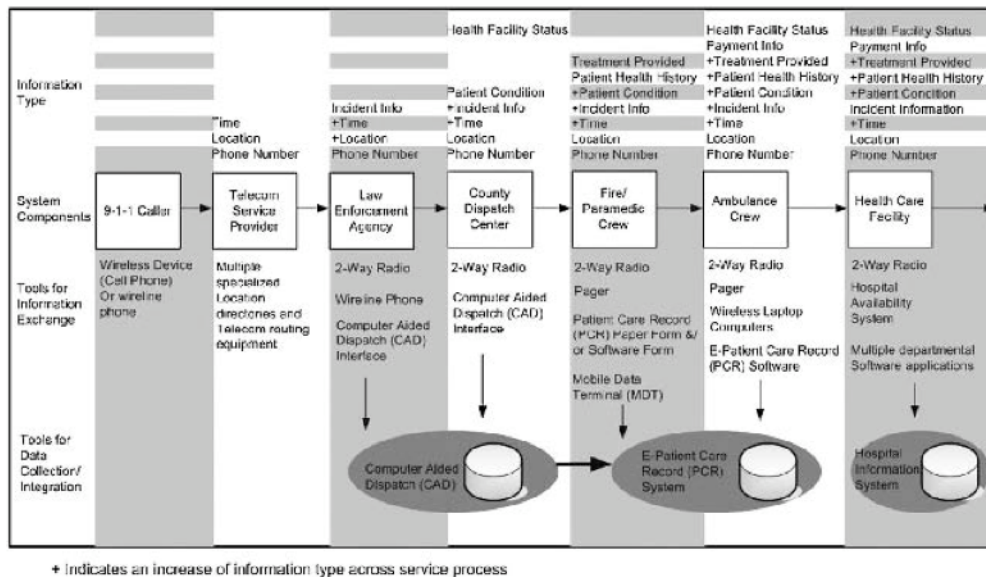 Information
Type
Time
Location
Phone Number
Incident Info
+Time
+Location
Phone Number
Health Facility Status
Patient Condition
+Incident Info
+Time
Location
Phone Number
Treatment Provided
Patient Health History
+Patient Condition
+Incident Info
+Time
Location
Phone Number
Health Facility Status
Payment Info
+Treatment Provided
+Patient Health History
+Patient Condition
+Incident Info
+Time
Location
Phone Number
Health Facility Status
Payment Info
+Treatment Provided
+Patient Health History
+Patient Condition
Incident Information
+Time
Location
Phone Number
System
Components
9-1-1 Caller
Telecom
Service
Provider
Law
Enforcement
Agency
County
Dispatch
Center
Fire/
Paramedic
Crew
Ambulance
Crew
Health Care
Facility
Tools for
Information
Exchange
Wireless Device
(Cell Phone)
Or wireline
phone
Multiple
specialized
Location
directories and
Telecom routing
equipment
2-Way Radio
Wireline Phone
Computer Aided
Dispatch (CAD)
Interface
2-Way Radio
Computer Aided
Dispatch (CAD)
Interface
2-Way Radio
Pager
Patient Care Record
(PCR) Paper Form &/
or Software Form
Mobile Data
Terminal (MDT)
2-Way Radio
Pager
Wireless Laptop
Computers
E-Patient Care Record
(PCR) Software
2-Way Radio
Hospital
Availability
System
Multiple departmental
Software applications
Tools for
Data
Collection/
Integration
Computer Aided
Dispatch (CAD)
E-Patient Care
Record (PCR)
System
Hospital
Information
System
+ Indicates an increase of information type across service process